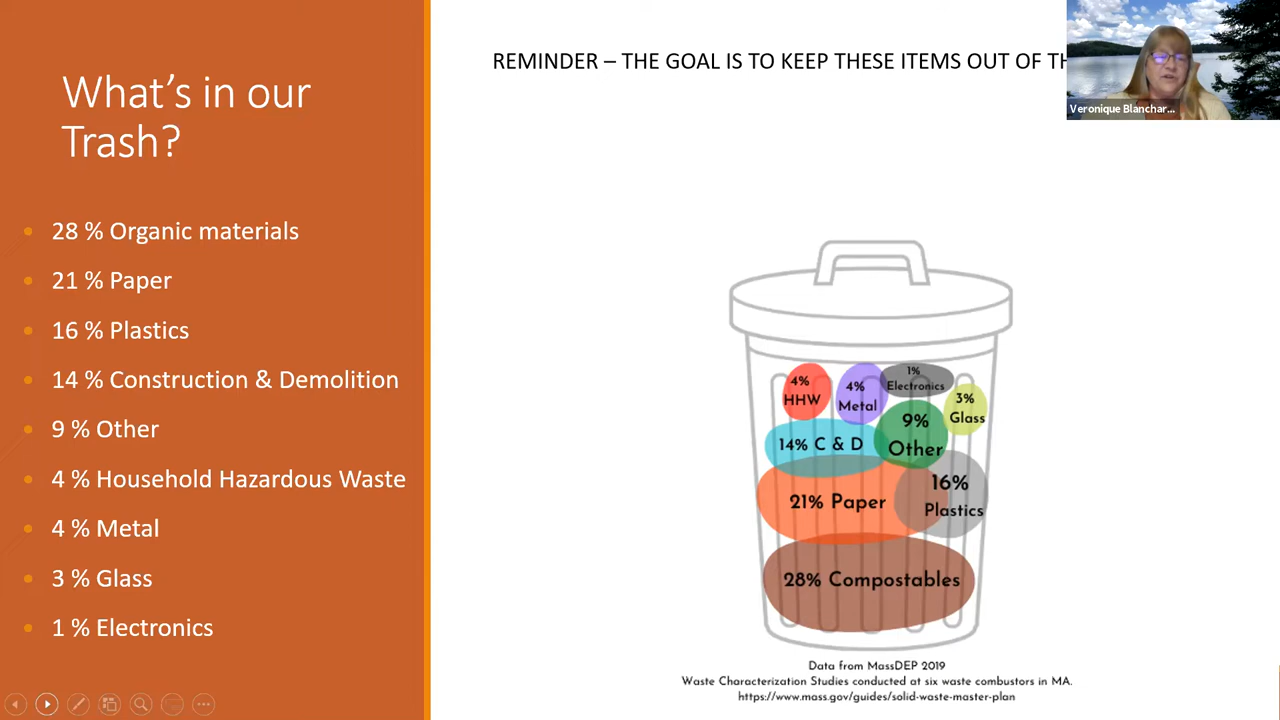 What's in our
Trash?
28 % Organic materials
21 % Paper
16 % Plastics
14 % Construction & Demolition
9 % Other
4 % Household Hazardous Waste
4 % Metal
3 % Glass
1 % Electronics
REMINDER – THE GOAL IS TO KEEP THESE ITEMS OUT OF TH
Veronique Blanchar...
4%
HHW
4%
Metal
1%
Electronics
3%
Glass
14% C & D
9%
Other
21% Paper
16%
Plastics
28% Compostables
Data from MassDEP 2019
Waste Characterization Studies conducted at six waste combustors in MA.
https://www.mass.gov/guides/solid-waste-master-plan